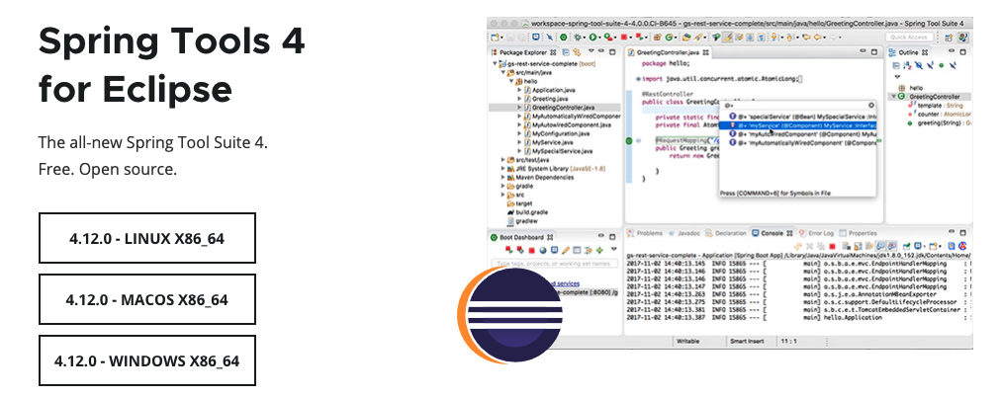 Spring Tools 4
for Eclipse
The all-new Spring Tool Suite 4.
Free. Open source.
4.12.0 - LINUX X86_64
4.12.0 - MACOS X86_64
4.12.0 - WINDOWS X86_64
workspace-spring-tool-suite-4-4.0.0.CI-B645 - gs-rest-service-complete/src/main/java/hello/GreetingController.java - Spring Tool Suite 4
Quick Access
Package Explorer
gs-rest-service-complete [boot]
src/main/java
hello
Application.java
Greeting.java
GreetingController.java
MyAutomaticallyWiredComponen
MyAutowiredComponent.java
MyConfiguration.java
MyService.java
MySpecialService.java
src/test/java
JRE System Library [JavaSE-1.8]
Maven Dependencies
gradle
src
target
build.gradle
gradlew
GreetingController.java
package hello;
import java.util.concurrent.atomic.AtomicLong;
@RestController
public class GreetingCont
private static fina
private final Atom
@RequestMapping("/g
public Greeting gre
return new Gree
}
}
@+
@+ 'specialService' (@Bean) MySpecialService
@+ 'myService' (@Component) MyService
@+ 'myAutowiredComponent' (@Component) My
@+ 'myAutomaticallyWiredComponent' (@Compon
Press [COMMAND+6] for Symbols in File
Outline
hello
GreetingController
template : String
counter : AtomicLon
greeting(String) : G
Boot Dashboard
Type tags, projects, or working set names
d services
e-complete [:8080] /g
Problems
Javadoc
Declaration
Console
Error Log
Properties
gs-rest-service-complete - Application [Spring Boot App] /Library/Java/JavaVirtualMachines/jdk1.8.0_152.jdk/Contents/Home/
2017-11-02 14:40:13.145 INFO 15865 --- [ main] o.s.b.a.e.mvc.EndpointHandlerMapping :
2017-11-02 14:40:13.146 INFO 15865 --- [ main] o.s.b.a.e.mvc.EndpointHandlerMapping :
2017-11-02 14:40:13.146 INFO 15865 --- [ main] o.s.b.a.e.mvc.EndpointHandlerMapping :
2017-11-02 14:40:13.147 INFO 15865 --- [ main] o.s.b.a.e.mvc.EndpointHandlerMapping :
2017-11-02 14:40:13.263 INFO 15865 --- [ main] o.s.j.e.a.AnnotationMBeanExporter :
2017-11-02 14:40:13.275 INFO 15865 --- [ main] o.s.c.support.DefaultLifecycleProcessor :
2017-11-02 14:40:13.381 INFO 15865 --- [ main] s.b.c.e.t.TomcatEmbeddedServletContainer :
2017-11-02 14:40:13.387 INFO 15865 --- [ main] hello.Application :
Writable
Smart Insert
11 : 1